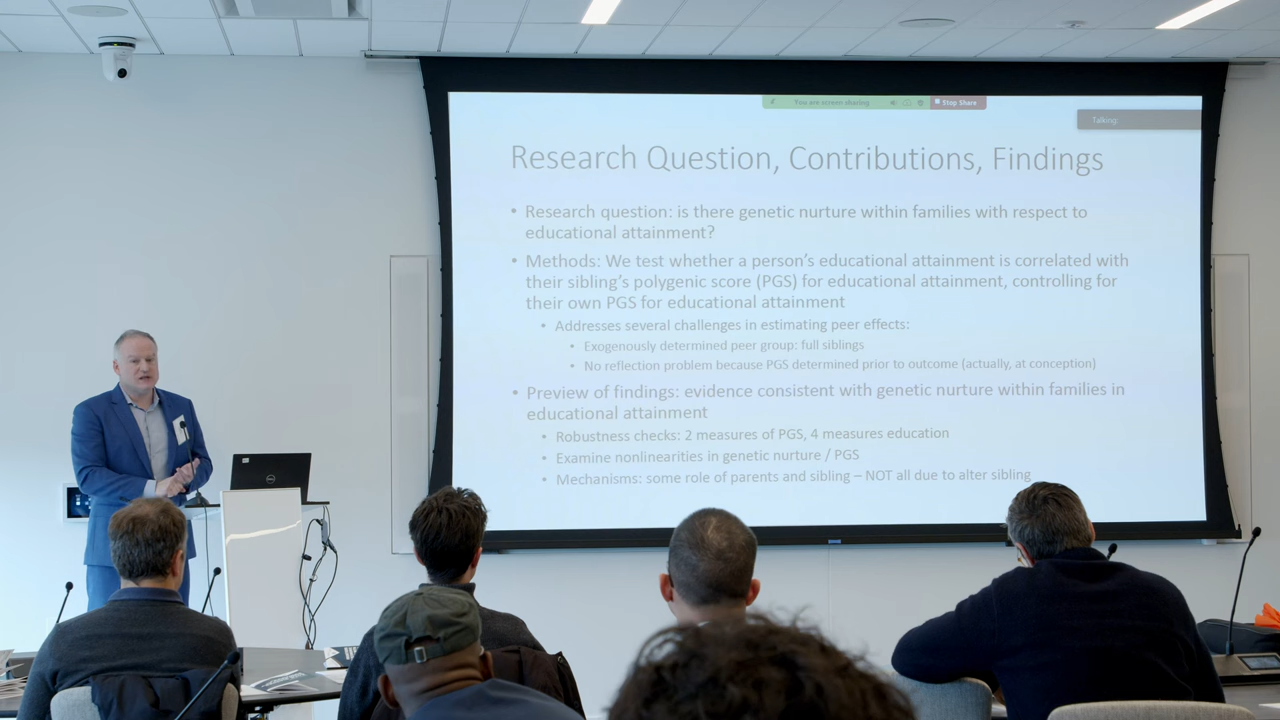 You are screen sharing
Stop Share
Talking:
Research Question, Contributions, Findings
• Research question: is there genetic nurture within families with respect to
educational attainment?
• Methods: We test whether a person's educational attainment is correlated with
their sibling's polygenic score (PGS) for educational attainment, controlling for
their own PGS for educational attainment
• Addresses several challenges in estimating peer effects:
• Exogenously determined peer group: full siblings
• No reflection problem because PGS determined prior to outcome (actually, at conception)
• Preview of findings: evidence consistent with genetic nurture within families in
educational attainment
• Robustness checks: 2 measures of PGS, 4 measures education
• Examine nonlinearities in genetic nurture / PGS
• Mechanisms: some role of parents and sibling – NOT all due to alter sibling
DELL